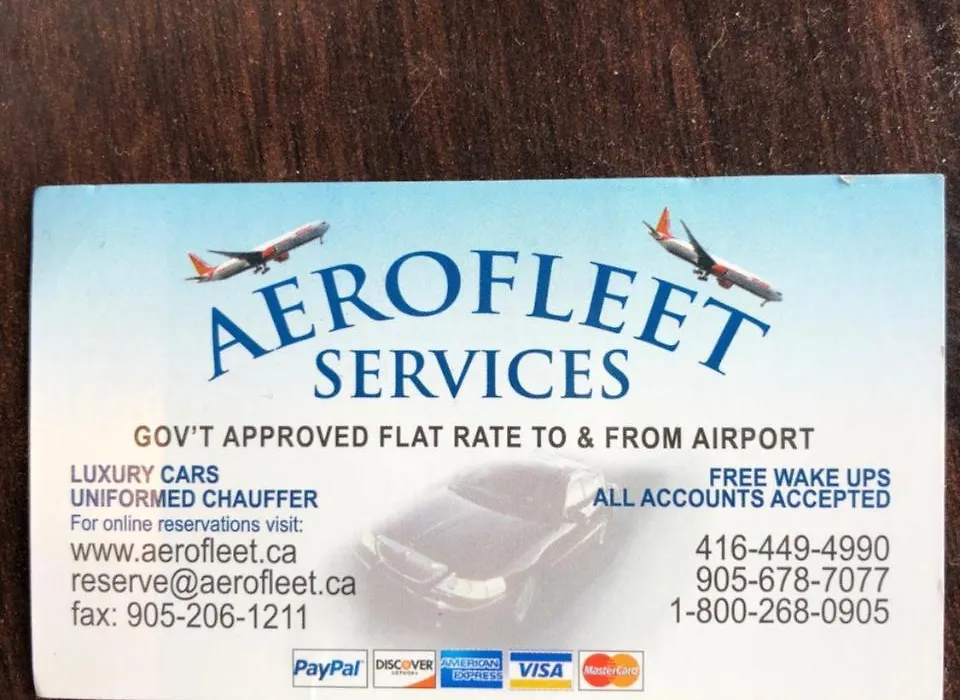 AEROFLEET
SERVICES
GOV'T APPROVED FLAT RATE TO & FROM AIRPORT
LUXURY CARS
UNIFORMED CHAUFFER
For online reservations visit:
www.aerofleet.ca
reserve@aerofleet.ca
fax: 905-206-1211
FREE WAKE UPS
ALL ACCOUNTS ACCEPTED
416-449-4990
905-678-7077
1-800-268-0905
PayPal DISCOVER AMERICAN EXPRESS VISA MasterCard